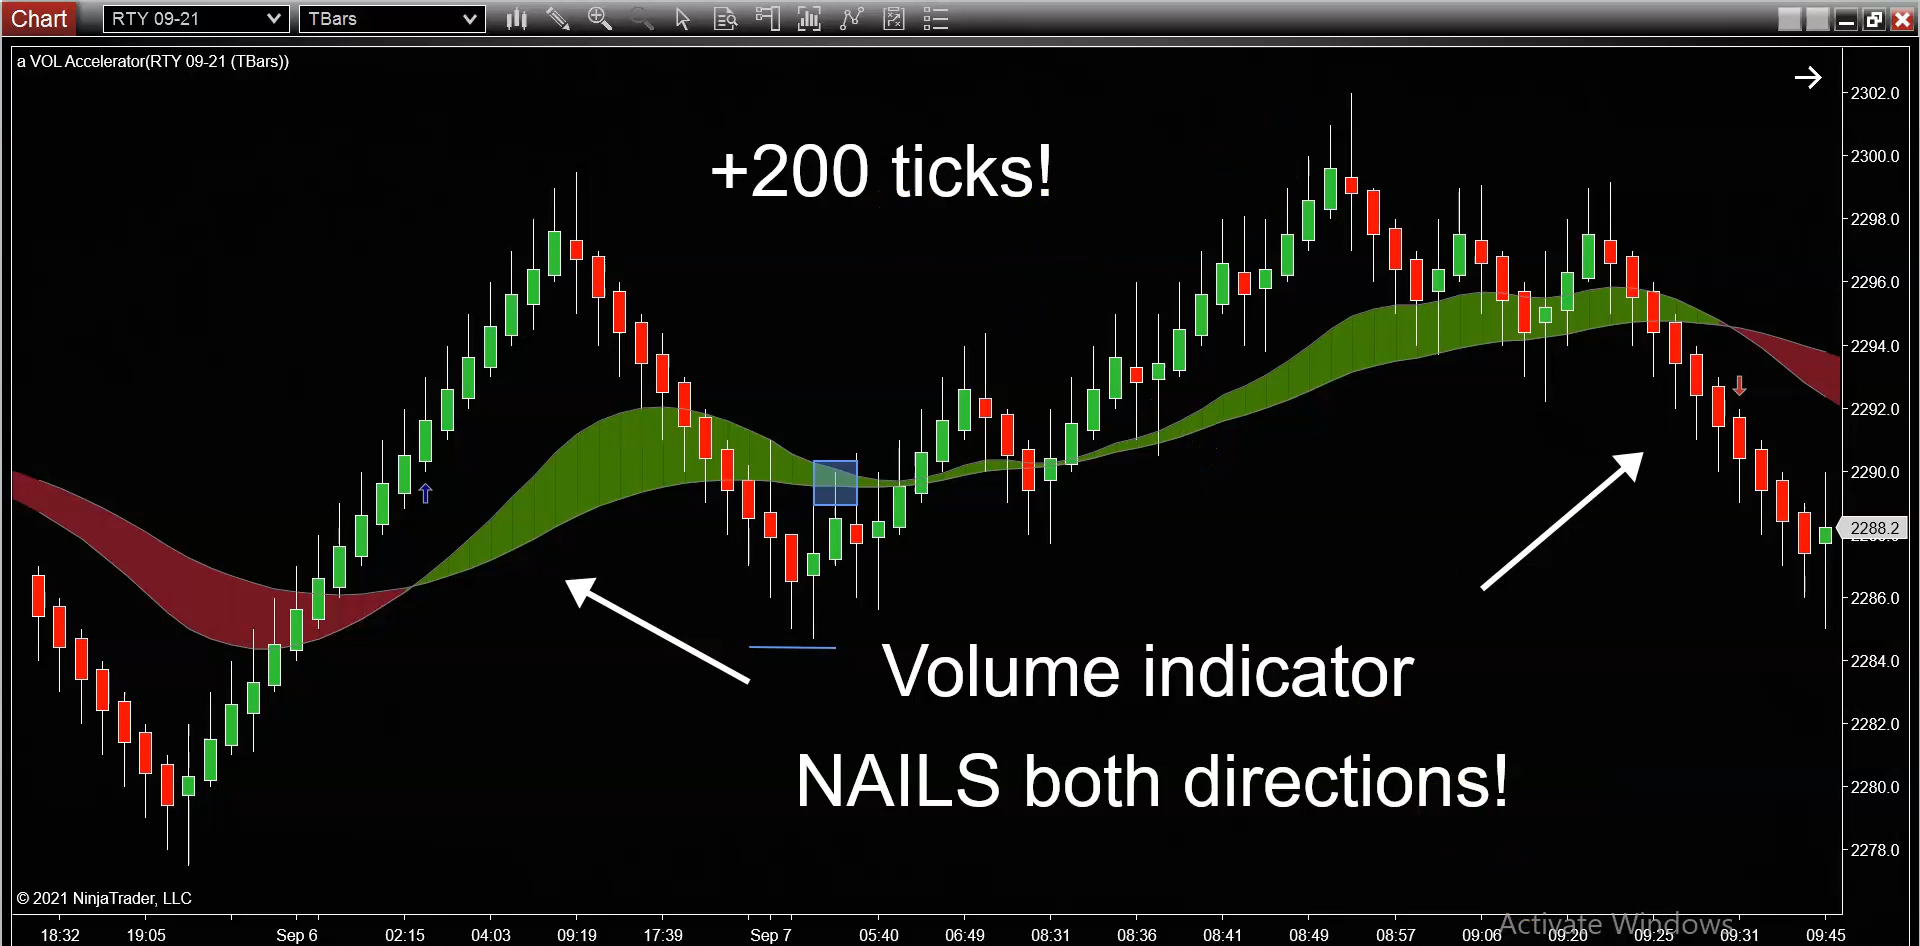 Chart
RTY 09-21
TBars
a VOL Accelerator(RTY 09-21 (TBars))
+200 ticks!
2302.0
2300.0
2298.0
2296.0
2294.0
2292.0
2290.0
2288.2
2286.0
2284.0
2282.0
2280.0
2278.0
Volume indicator
NAILS both directions!
© 2021 NinjaTrader, LLC
Activate Windows
18:32 19:05 Sep 6 02:15 04:03 09:19 17:39 Sep 7 05:40 06:49 08:31 08:36 08:41 08:49 08:57 09:06 09:20 09:25 09:31 09:45